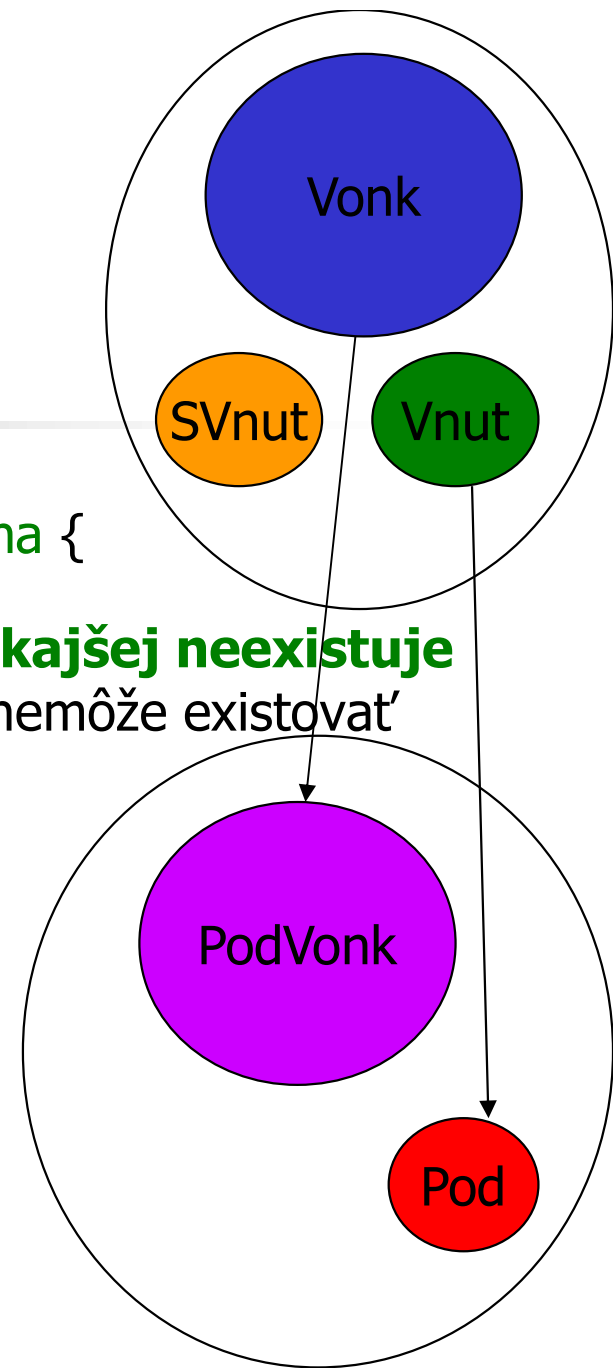 Vonk
SVnut Vnut
na {
kajšej neexistuje
nemôže existovať
PodVonk
Pod